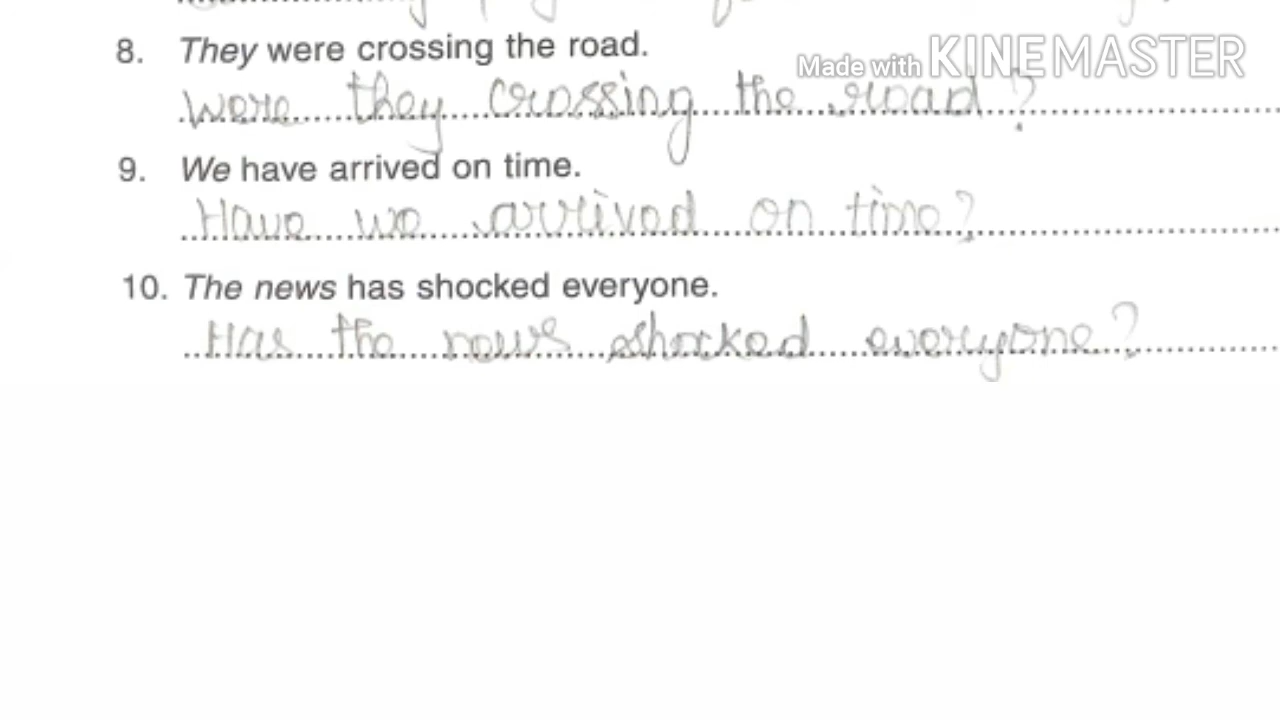 8. They were crossing the road.
Made with KINEMASTER
Were they crossing the road?
9. We have arrived on time.
Have we arrived on time?
10. The news has shocked everyone.
Has the news shocked everyone?